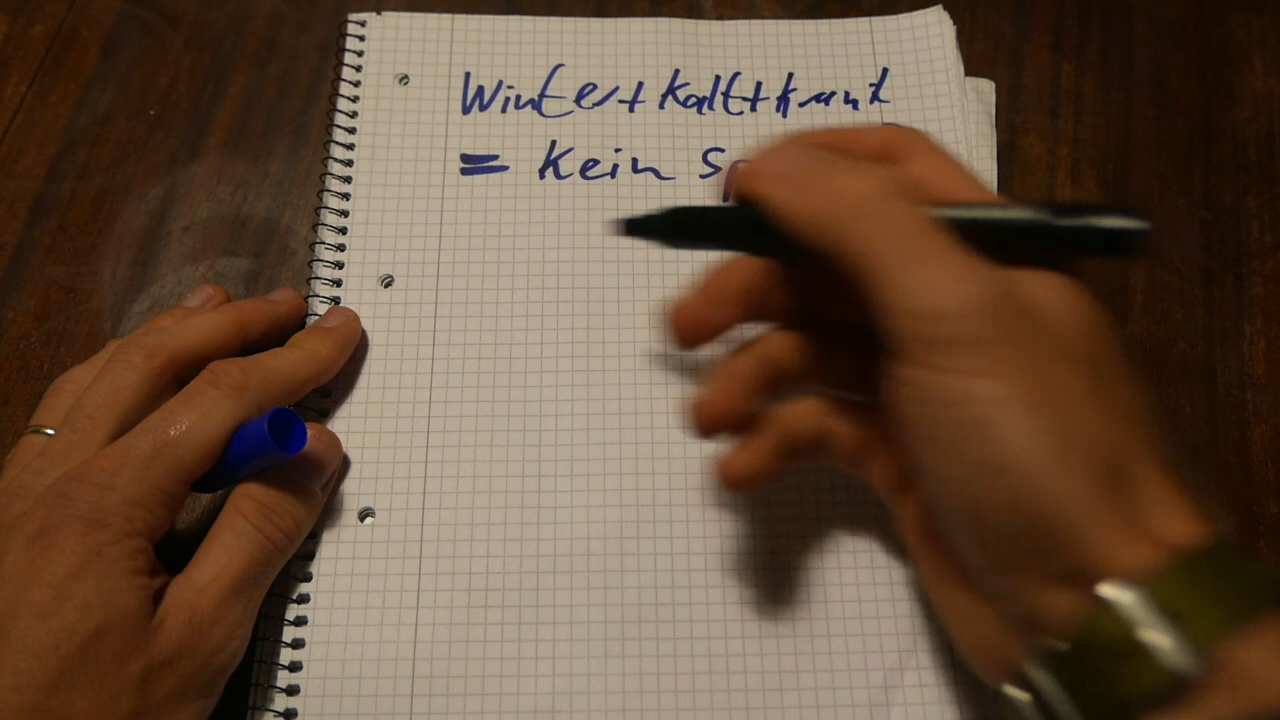 Winter + Kalt + krank
= Kein